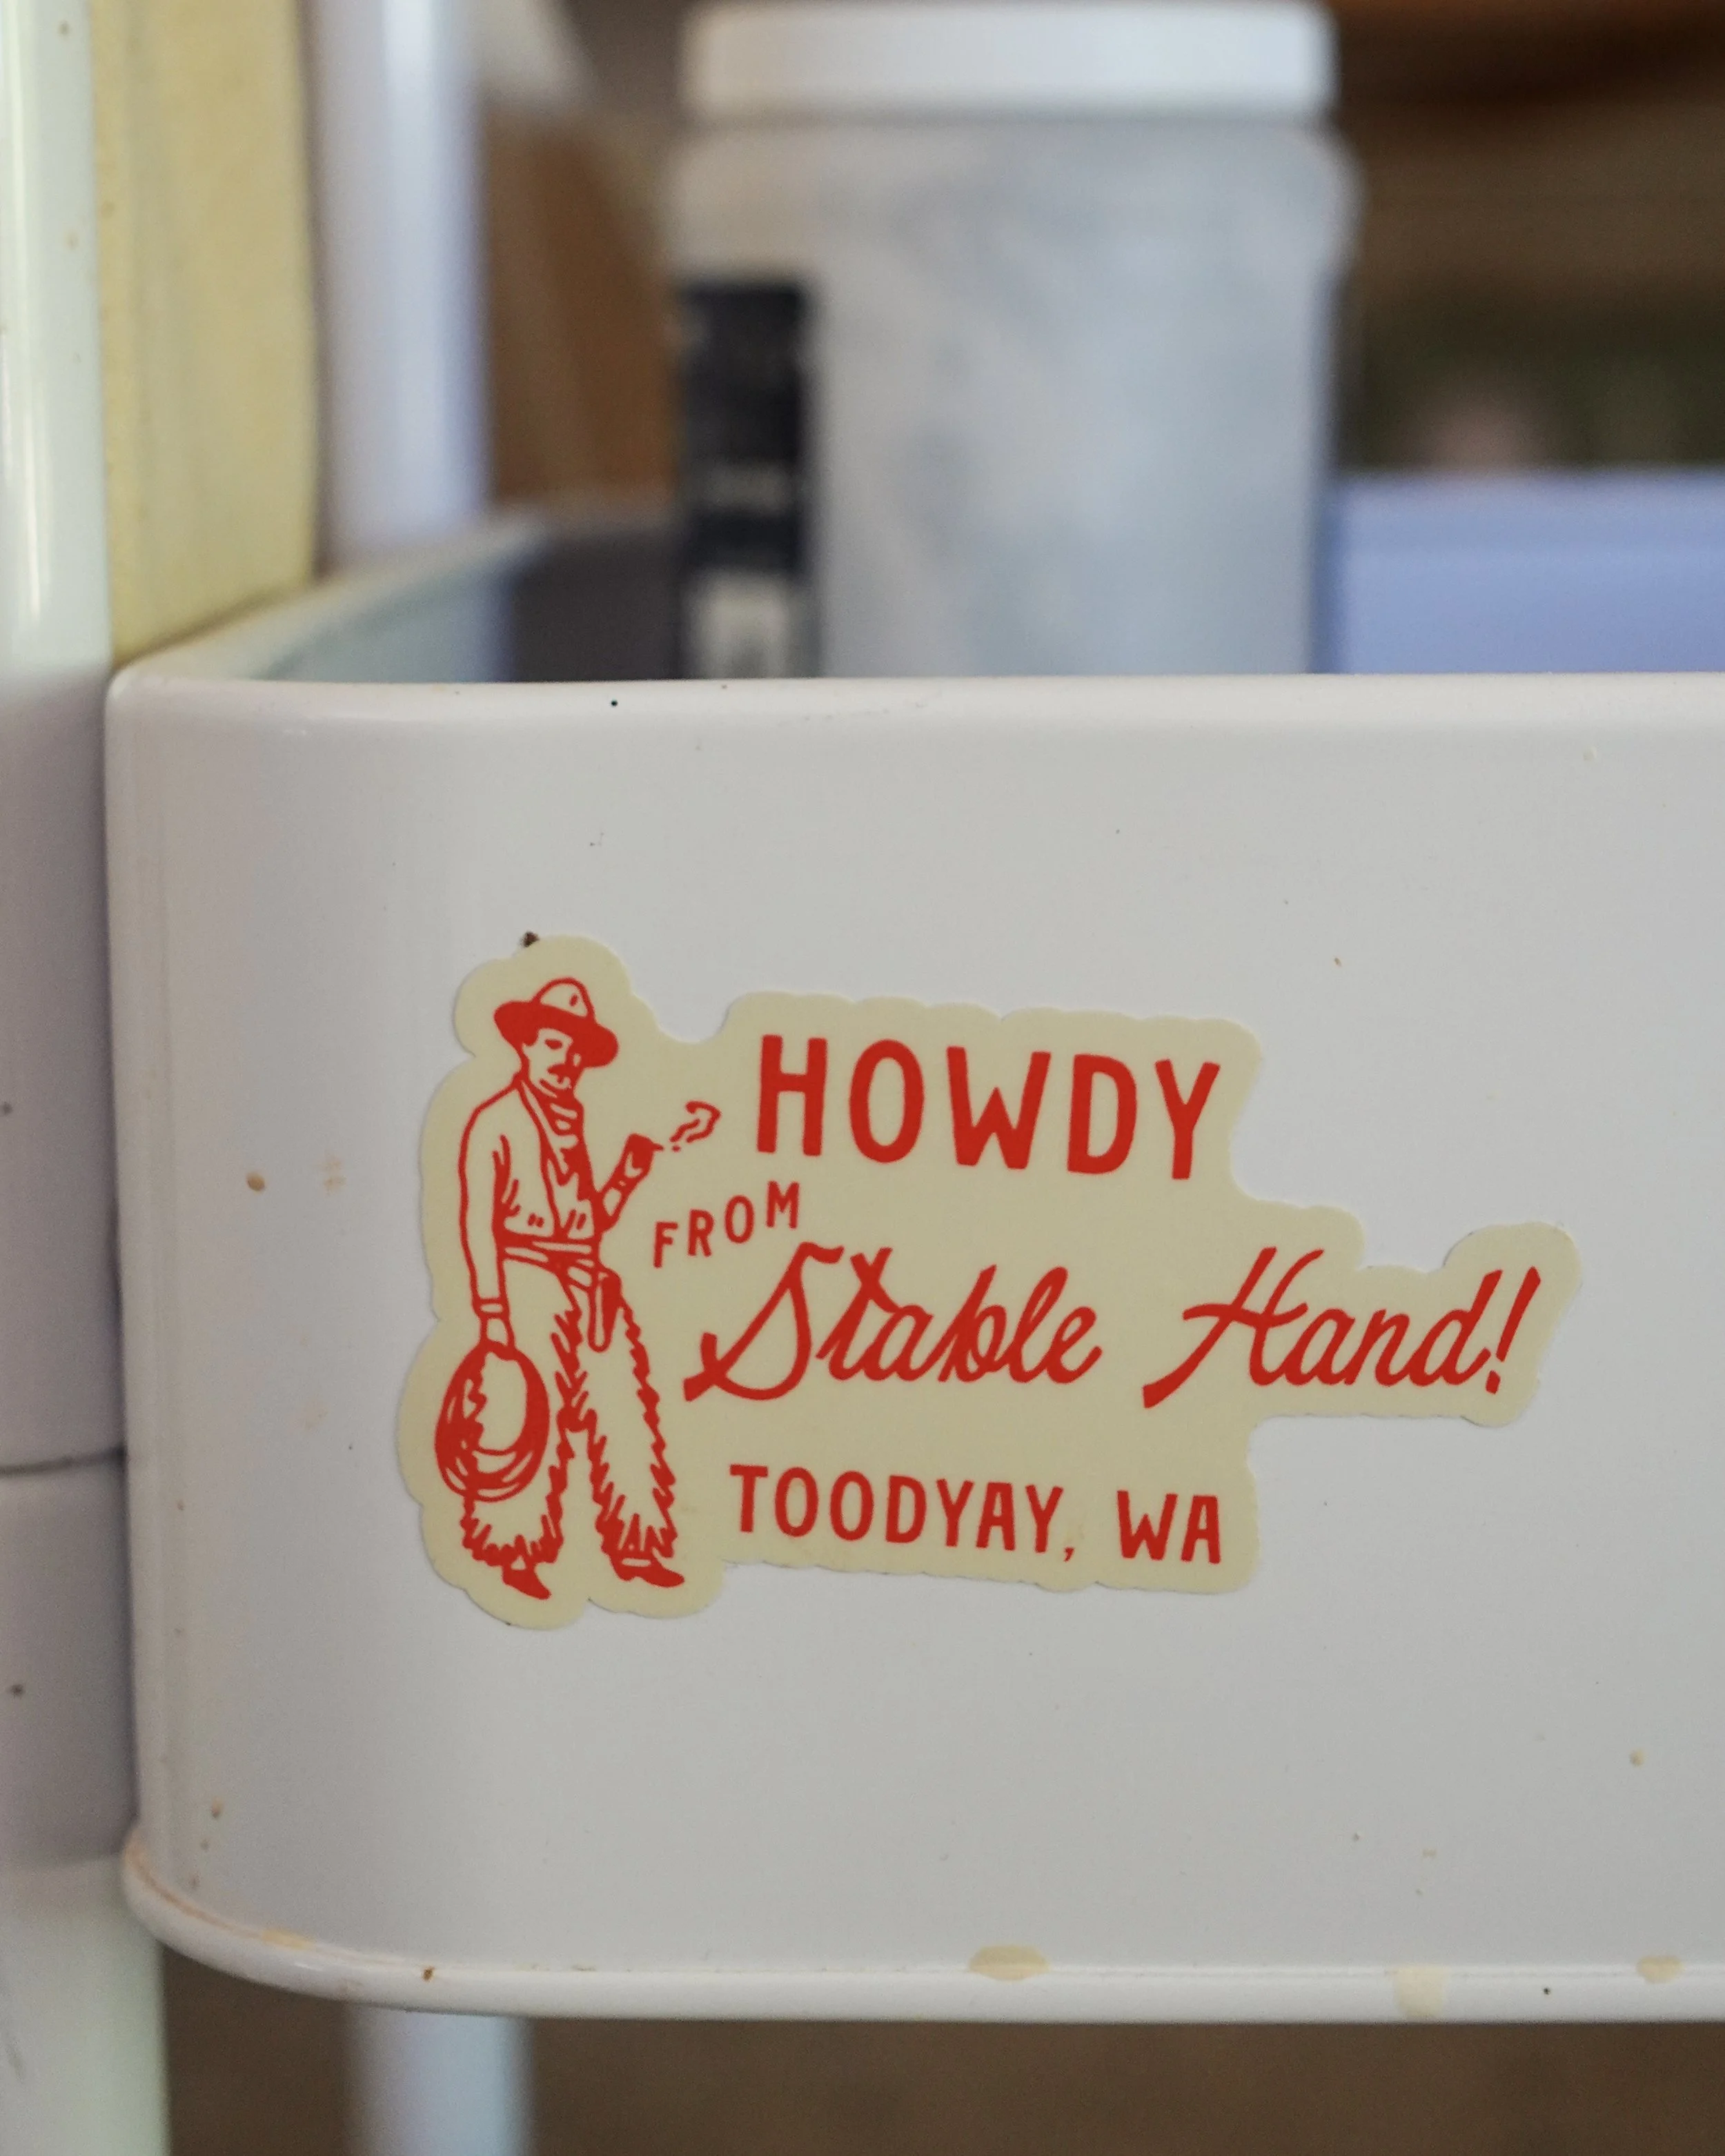 HOWDY
FROM
Stable Hand!
TOODYAY, WA